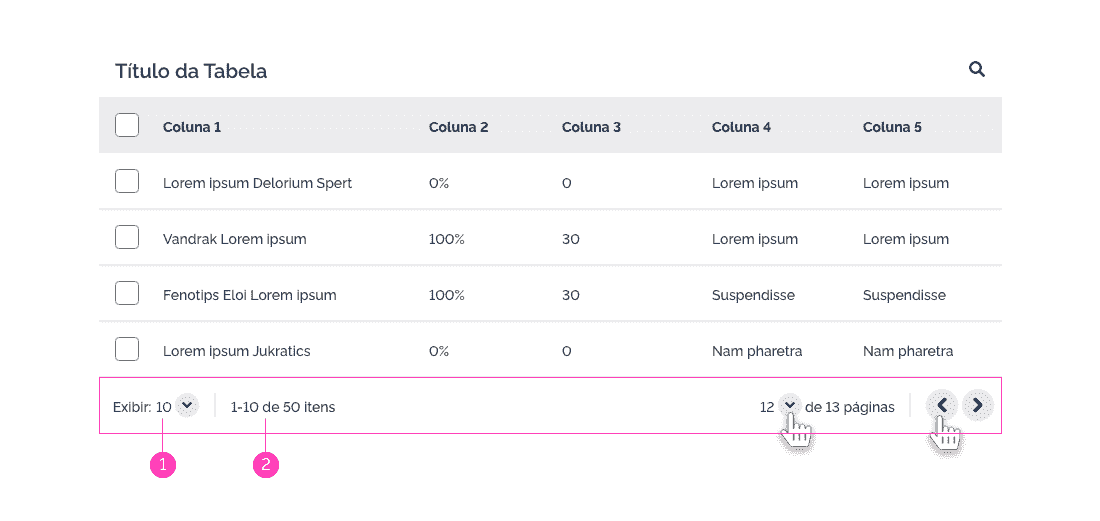 Título da Tabela
Coluna 1 Coluna 2 Coluna 3 Coluna 4 Coluna 5
Lorem ipsum Delorium Spert 0% 0 Lorem ipsum Lorem ipsum
Vandrak Lorem ipsum 100% 30 Lorem ipsum Lorem ipsum
Fenotips Eloi Lorem ipsum 100% 30 Suspendisse Suspendisse
Lorem ipsum Jukratics 0% 0 Nam pharetra Nam pharetra
Exibir: 10 1-10 de 50 itens 12 de 13 páginas
1 2